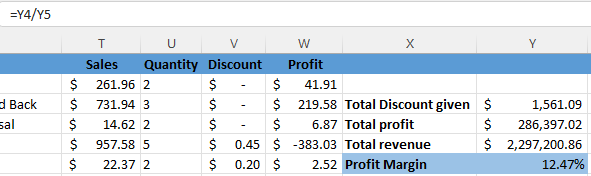 =Y4/Y5
T U V W X Y
Sales Quantity Discount Profit
$ 261.96 2 $ - $ 41.91
d Back $ 731.94 3 $ - $ 219.58 Total Discount given $ 1,561.09
sal $ 14.62 2 $ - $ 6.87 Total profit $ 286,397.02
$ 957.58 5 $ 0.45 $ -383.03 Total revenue $ 2,297,200.86
$ 22.37 2 $ 0.20 $ 2.52 Profit Margin 12.47%